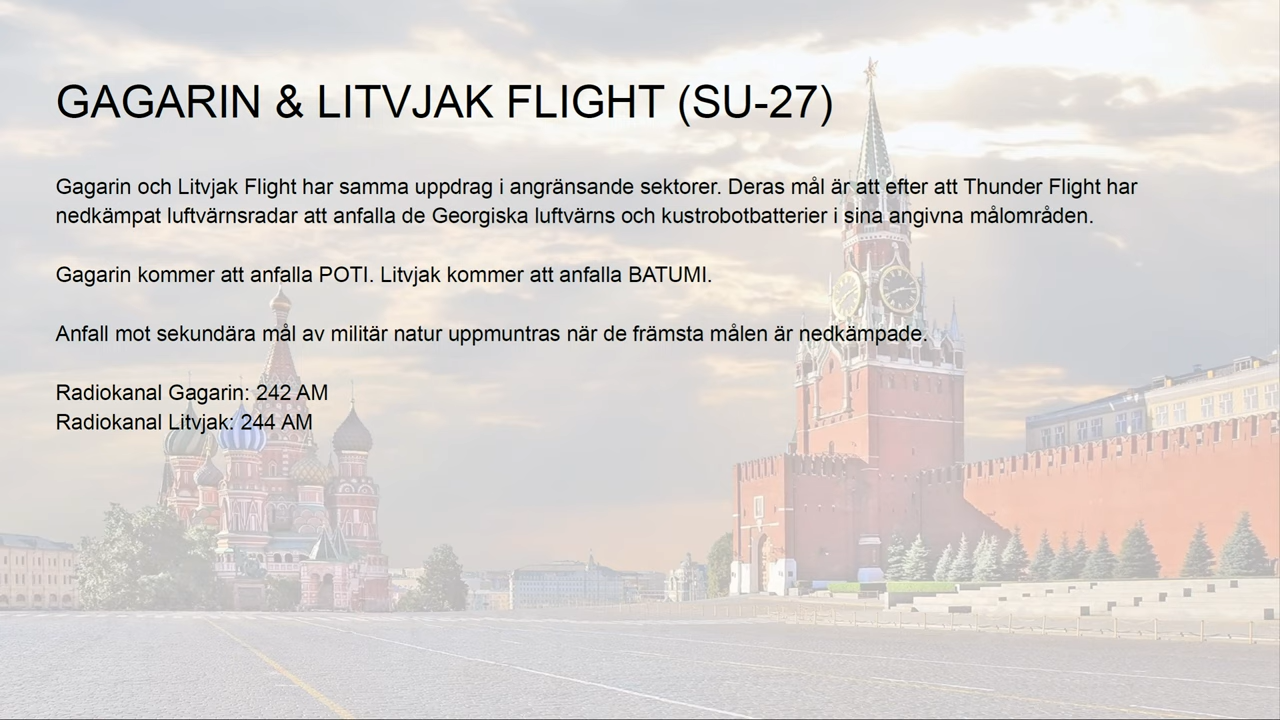 GAGARIN & LITVJAK FLIGHT (SU-27)
Gagarin och Litvjak Flight har samma uppdrag i angränsande sektorer. Deras mål är att efter att Thunder Flight har
nedkämpat luftvärnsradar att anfalla de Georgiska luftvärns och kustrobotbatterier i sina angivna målområden.
Gagarin kommer att anfalla POTI. Litvjak kommer att anfalla BATUMI.
Anfall mot sekundära mål av militär natur uppmuntras när de främsta målen är nedkämpade.
Radiokanal Gagarin: 242 AM
Radiokanal Litvjak: 244 AM